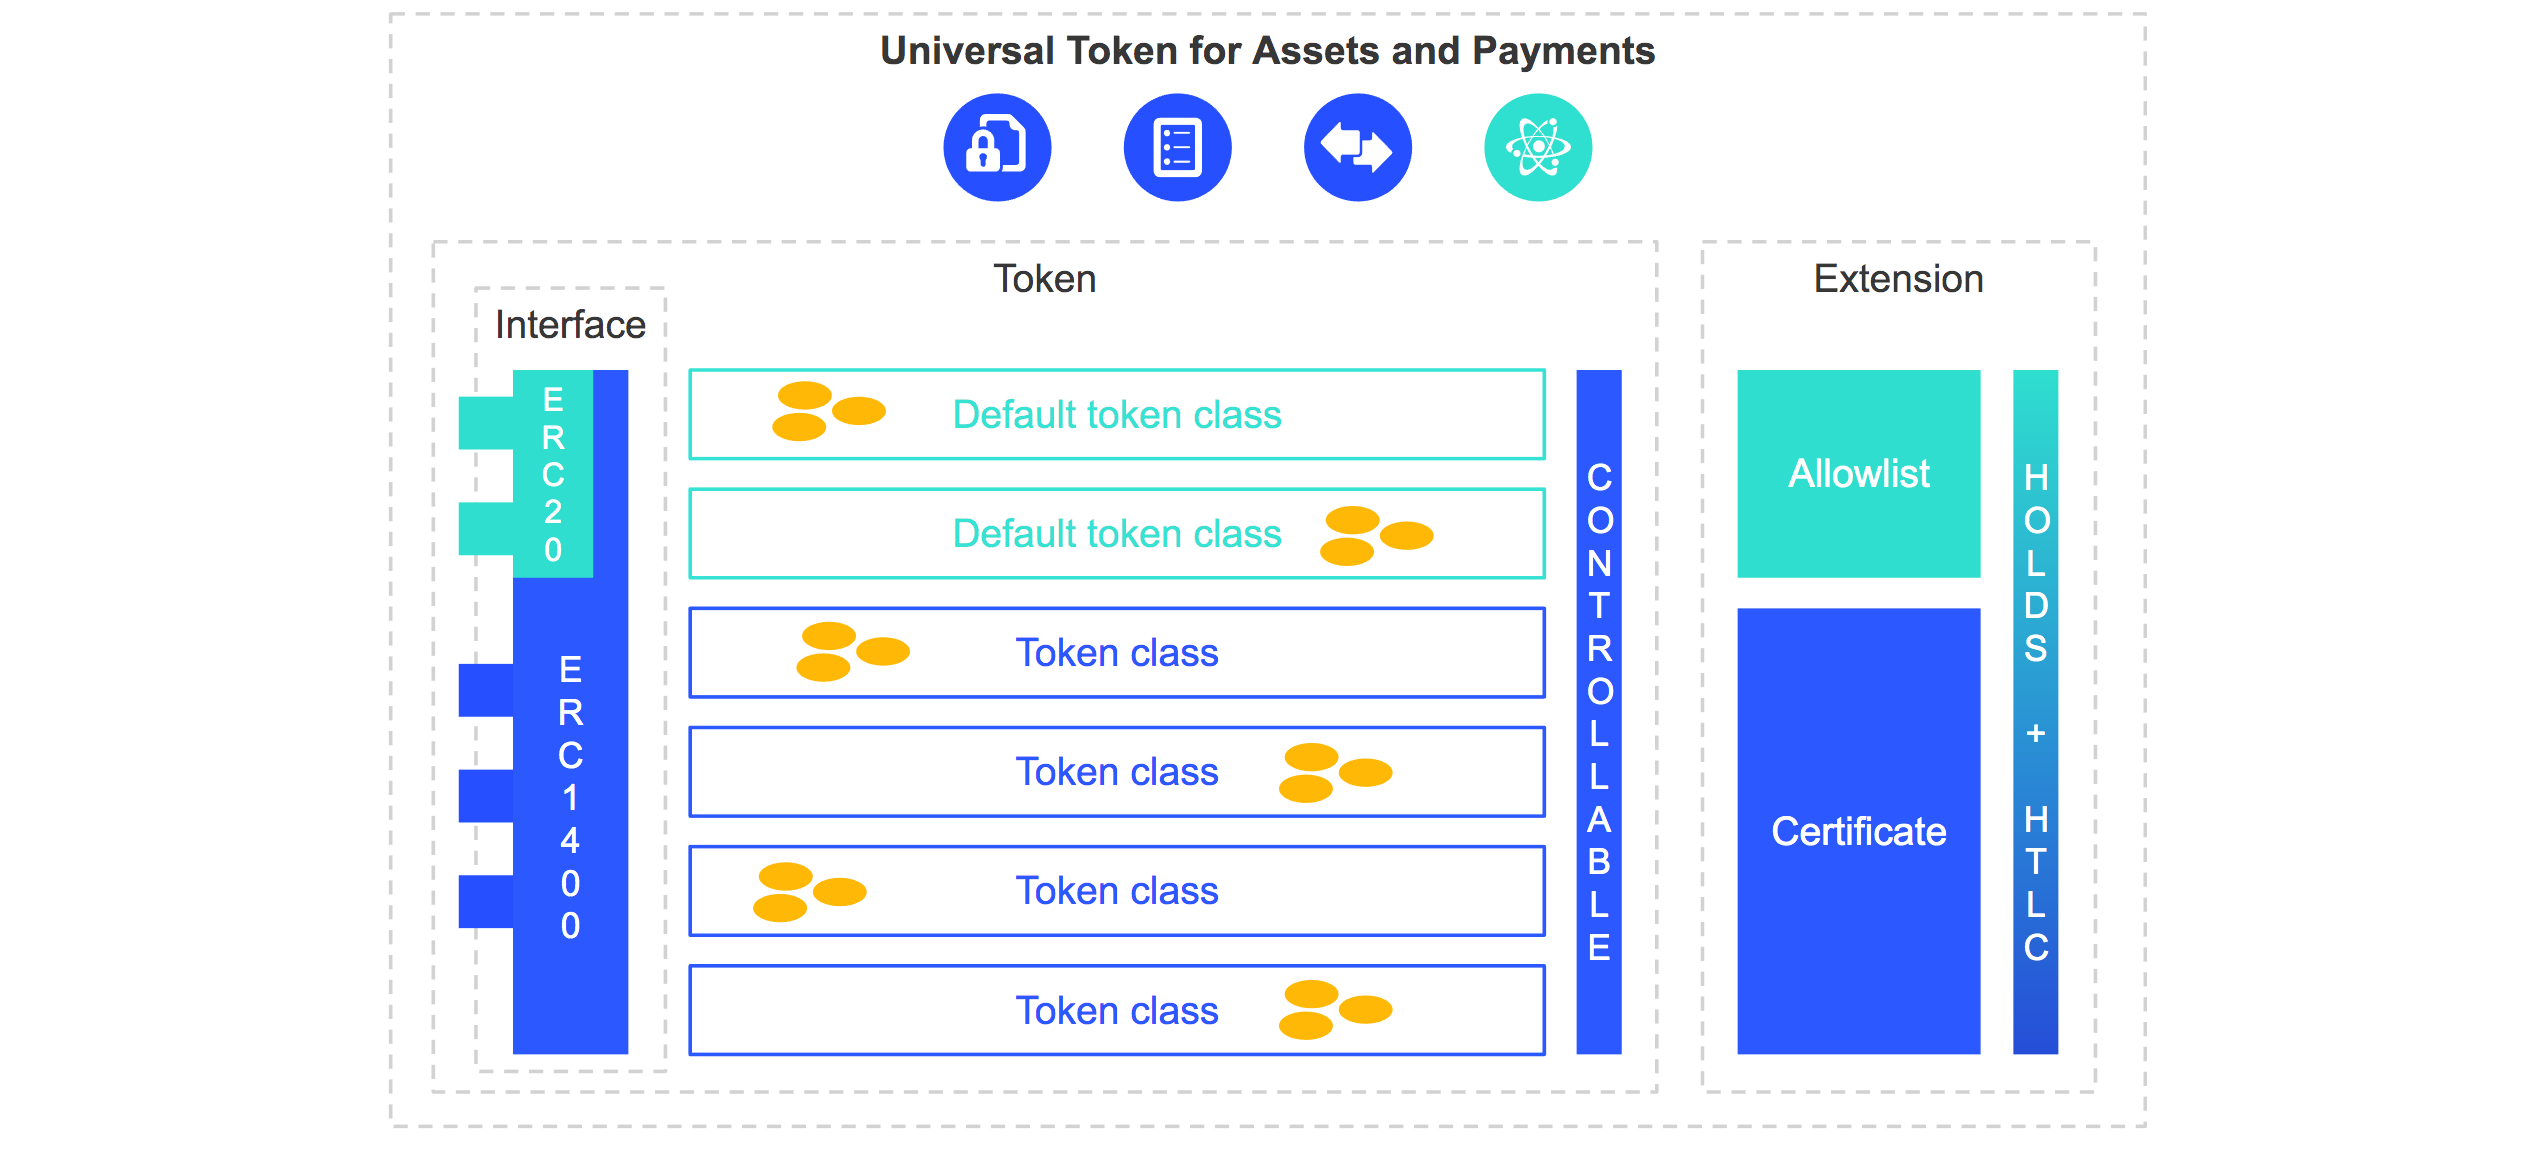 Universal Token for Assets and Payments
Token
Interface
ERC20
ERC1400
Default token class
Default token class
Token class
Token class
Token class
Token class
CONTROLLABLE
Extension
Allowlist
Certificate
HOLDS + HTLC